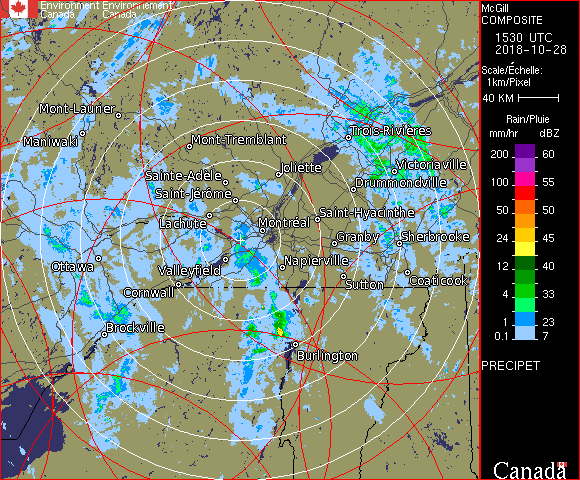 Environment Environnement
Canada Canada
McGill
COMPOSITE
1530 UTC
2018-10-28
Scale/Échelle:
1km/Pixel
40 KM
Rain/Pluie
mm/hr dBZ
200 60
100 55
50 50
24 45
12 40
4 33
1 23
0.1 7
PRECIPET
Mont-Laurier
Maniwaki
Mont-Tremblant
Trois-Rivières
Sainte-Adèle
Joliette
Victoriaville
Drummondville
Saint-Jérôme
Lachute
Saint-Hyacinthe
Montréal
Granby
Sherbrooke
Ottawa
Valleyfield
Napierville
Cornwall
Sutton
Coaticook
Brockville
Burlington
Canada